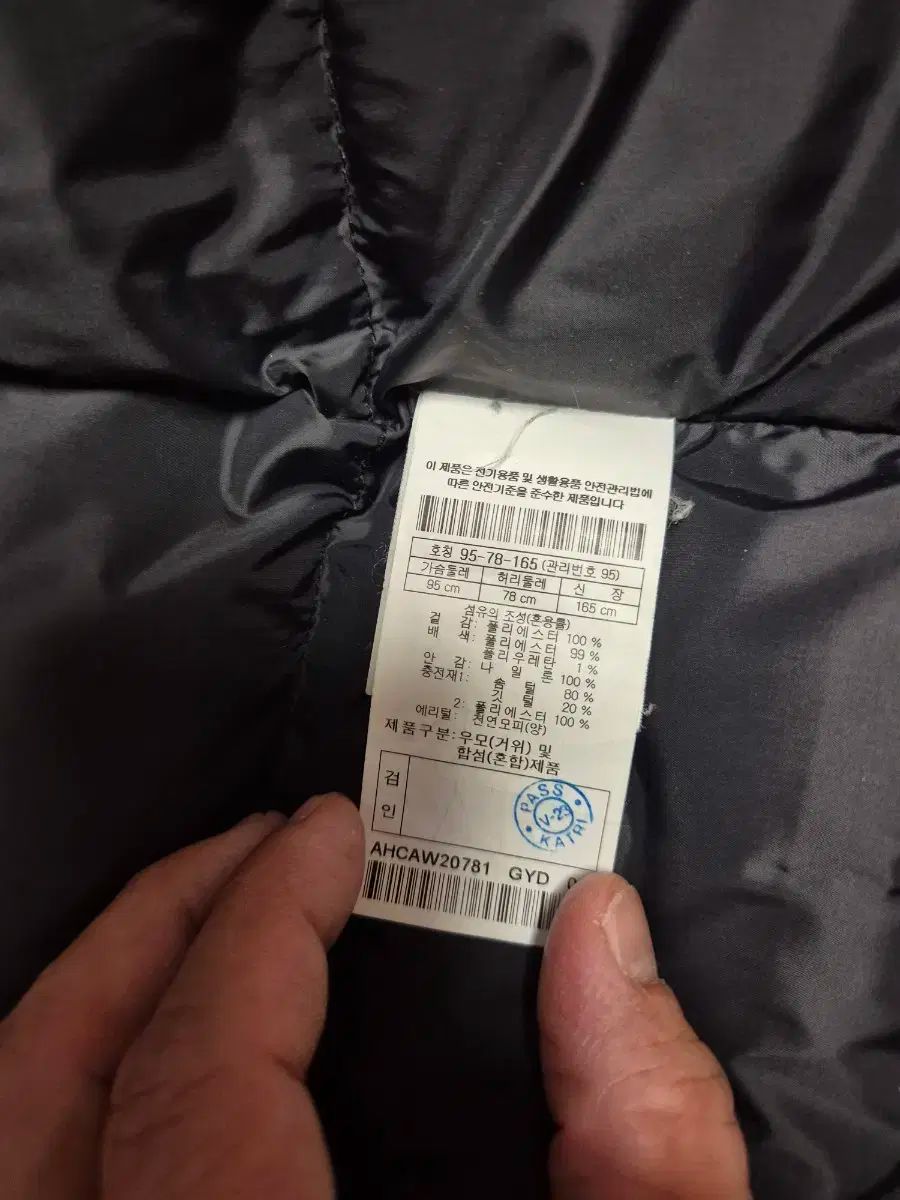 이 제품은 전기용품 및 생활용품 안전관리법에
따른 안전기준을 준수한 제품입니다
호칭 95-78-165 (관리번호 95)
가슴둘레 허리둘레 신 장
95 cm 78 cm 165 cm
섬유의 조성(혼용률)
겉 감: 폴리에스터 100 %
배 색: 폴리에스터 99 %
폴리우레탄 1 %
안 감: 나 일 론 100 %
충전재1: 솜 털 80 %
깃 털 20 %
2: 폴리에스터 100 %
에리털: 천연모피(양)
제품구분:우모(거위) 및
합섬(혼합)제품
검
인
PASS
V-23
KATRI
AHCAW20781 GYD